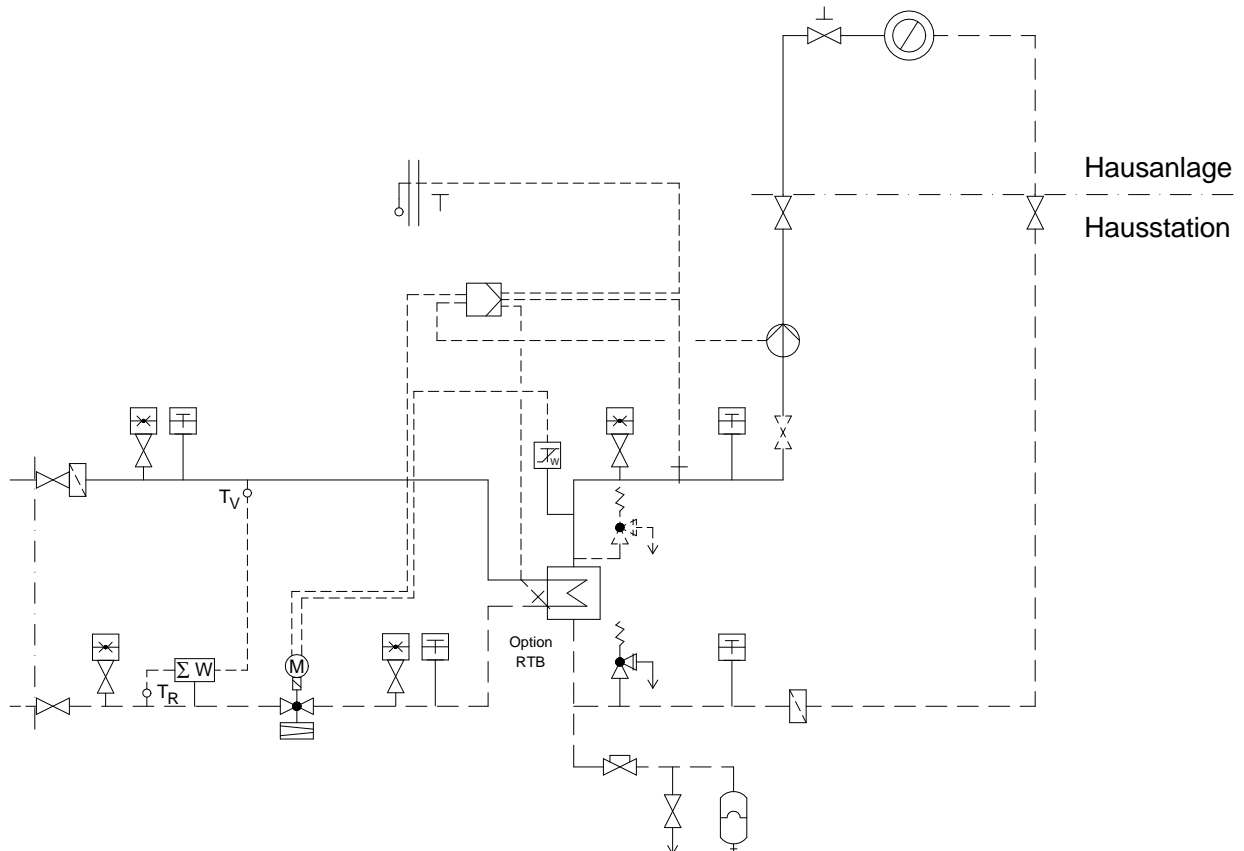 T
Hausanlage
Hausstation
T
T
W
T_V
T
T
Option
RTB
Σ W
T_R
M